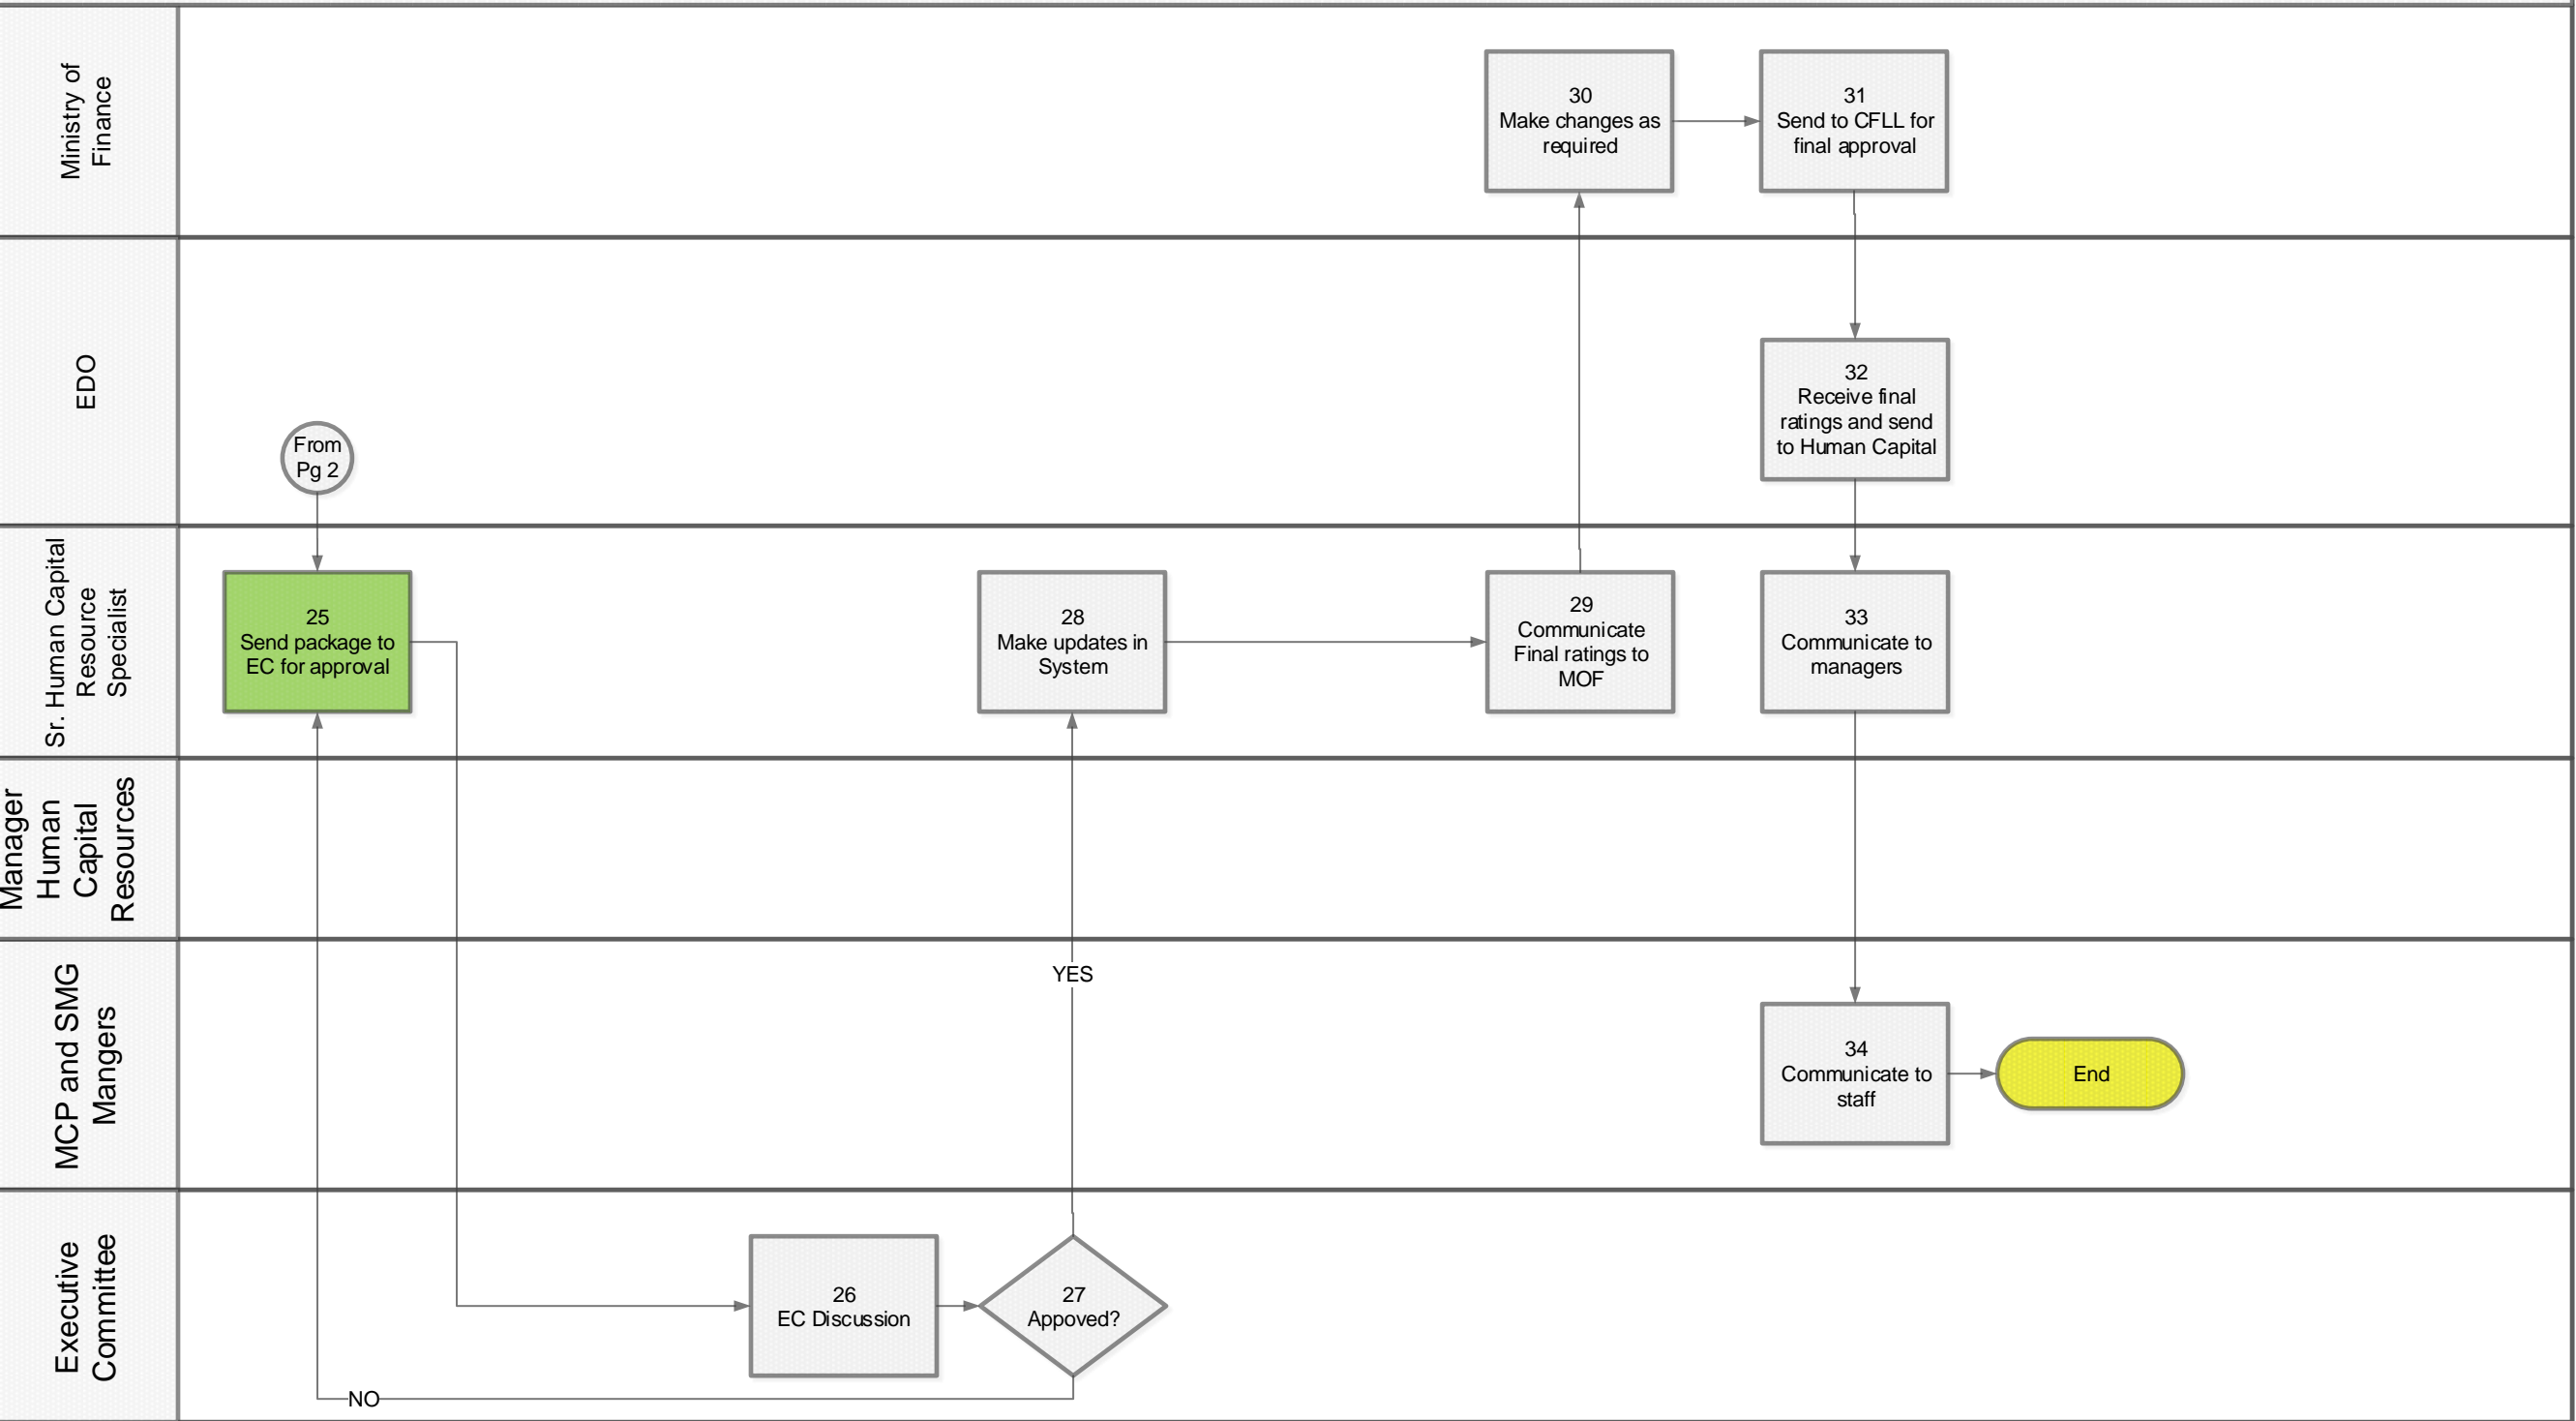 Ministry of
Finance
30
Make changes as
required
31
Send to CFLL for
final approval
EDO
From
Pg 2
32
Receive final
ratings and send
to Human Capital
Sr. Human Capital
Resource
Specialist
25
Send package to
EC for approval
28
Make updates in
System
29
Communicate
Final ratings to
MOF
33
Communicate to
managers
Manager
Human
Capital
Resources
MCP and SMG
Mangers
YES
34
Communicate to
staff
End
Executive
Committee
26
EC Discussion
27
Appoved?
NO